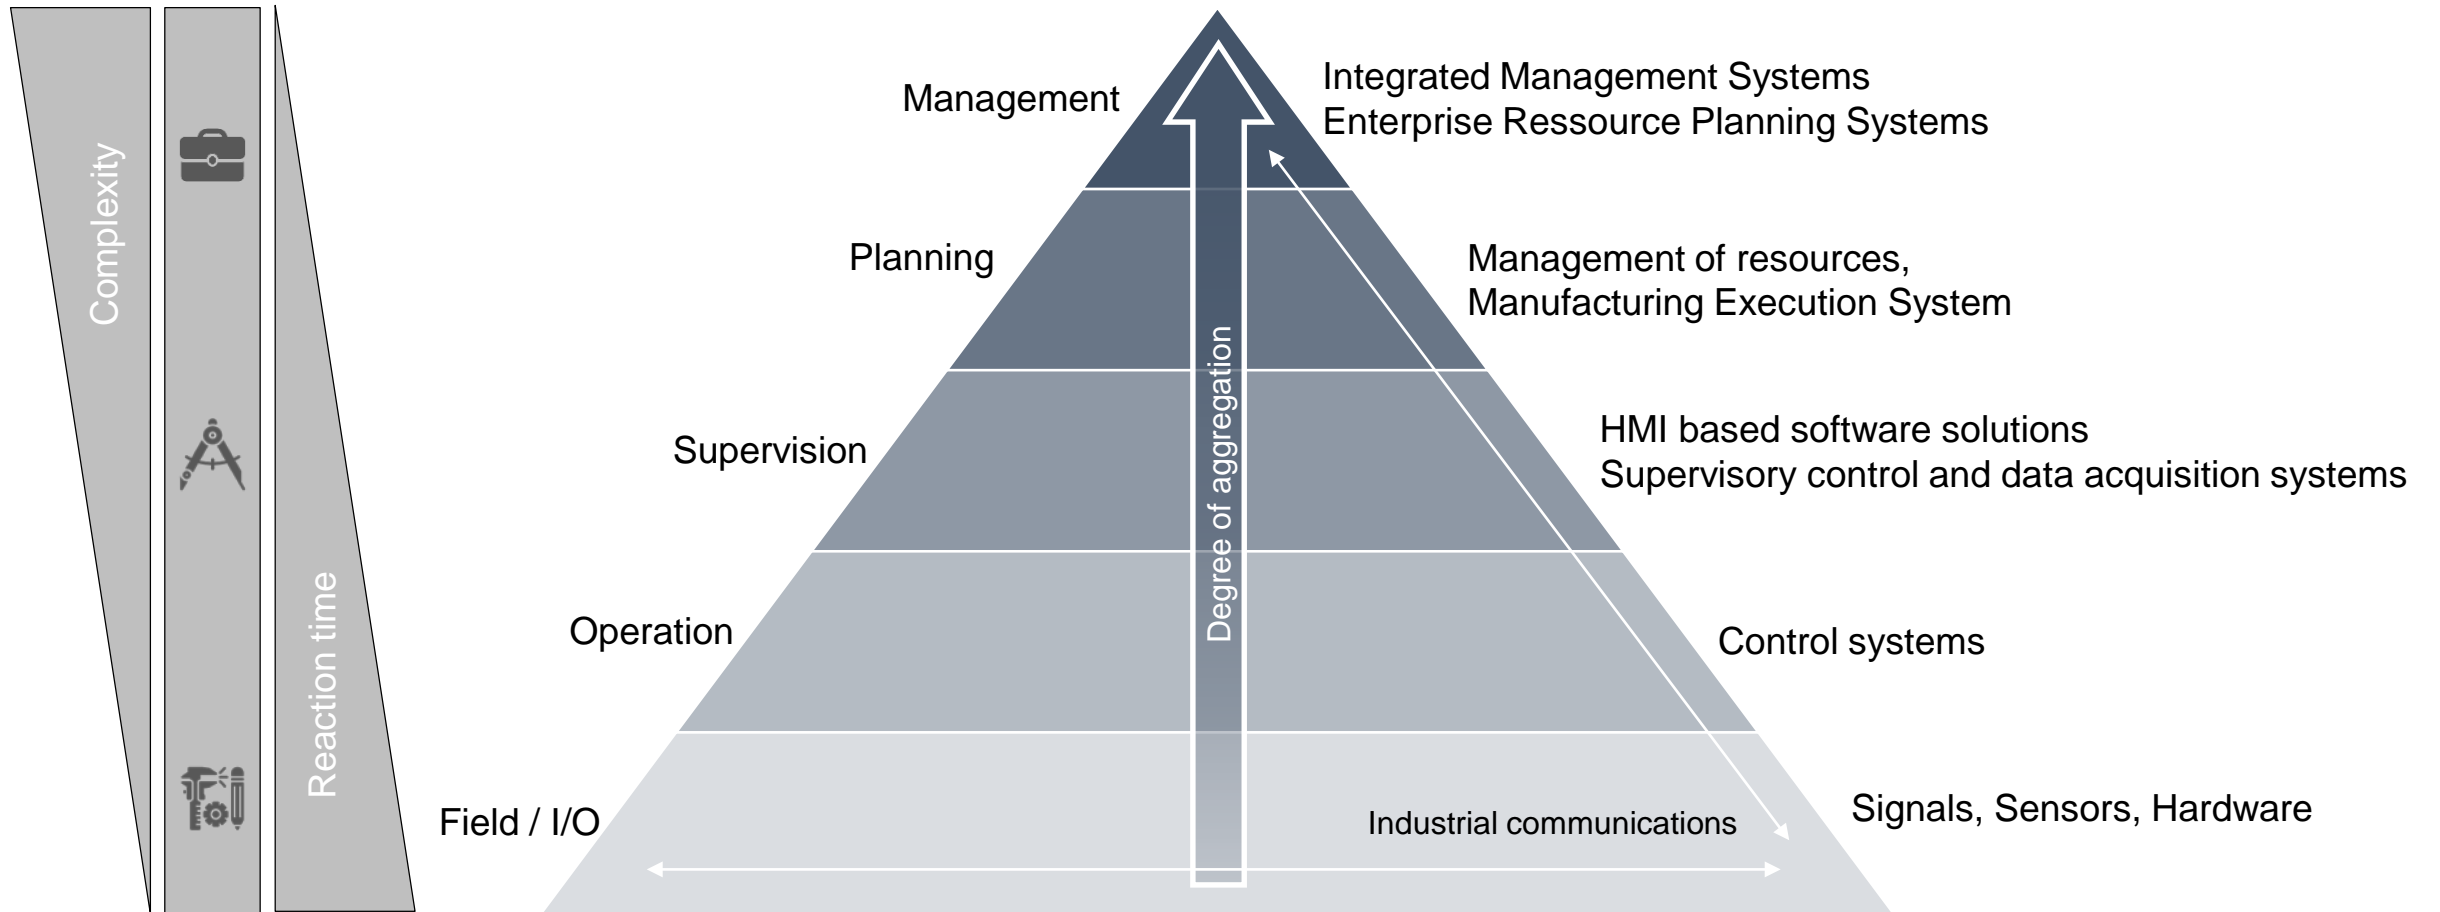 Complexity
Reaction time
Management
Integrated Management Systems
Enterprise Ressource Planning Systems
Planning
Management of resources,
Manufacturing Execution System
Supervision
Degree of aggregation
HMI based software solutions
Supervisory control and data acquisition systems
Operation
Control systems
Field / I/O
Industrial communications
Signals, Sensors, Hardware